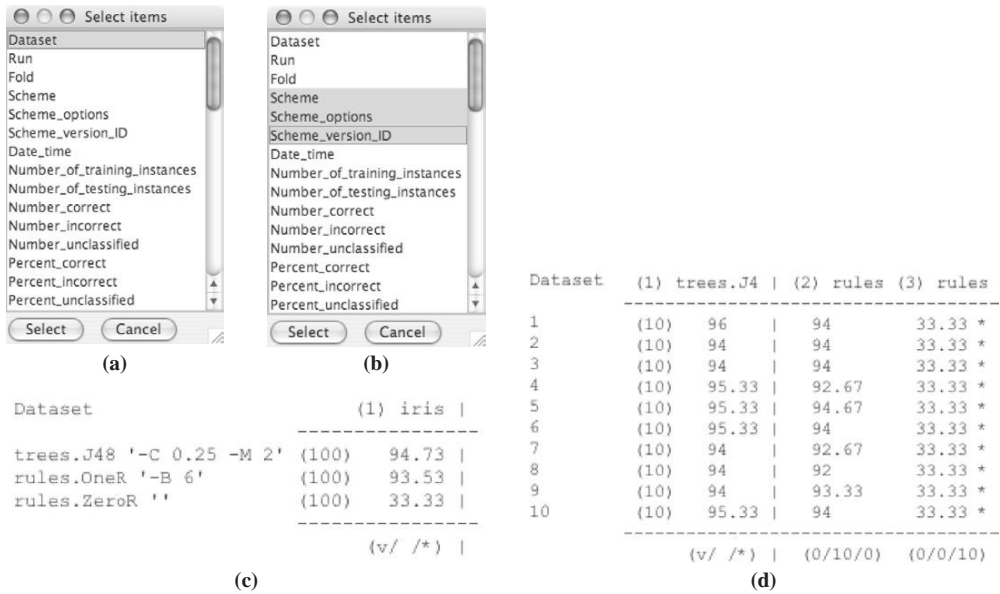 Select items
Dataset
Run
Fold
Scheme
Scheme_options
Scheme_version_ID
Date_time
Number_of_training_instances
Number_of_testing_instances
Number_correct
Number_incorrect
Number_unclassified
Percent_correct
Percent_incorrect
Percent_unclassified
Select Cancel
(a)
Select items
Dataset
Run
Fold
Scheme
Scheme_options
Scheme_version_ID
Date_time
Number_of_training_instances
Number_of_testing_instances
Number_correct
Number_incorrect
Number_unclassified
Percent_correct
Percent_incorrect
Percent_unclassified
Select Cancel
(b)
Dataset (1) iris |
------------------
trees.J48 '-C 0.25 -M 2' (100) 94.73 |
rules.OneR '-B 6' (100) 93.53 |
rules.ZeroR '' (100) 33.33 |
------------------
(v/ /*) |
(c)
Dataset (1) trees.J4 | (2) rules (3) rules
------------------------------------
1 (10) 96 | 94 33.33 *
2 (10) 94 | 94 33.33 *
3 (10) 94 | 94 33.33 *
4 (10) 95.33 | 92.67 33.33 *
5 (10) 95.33 | 94.67 33.33 *
6 (10) 95.33 | 94 33.33 *
7 (10) 94 | 92.67 33.33 *
8 (10) 94 | 92 33.33 *
9 (10) 94 | 93.33 33.33 *
10 (10) 95.33 | 94 33.33 *
------------------------------------
(v/ /*) | (0/10/0) (0/0/10)
(d)